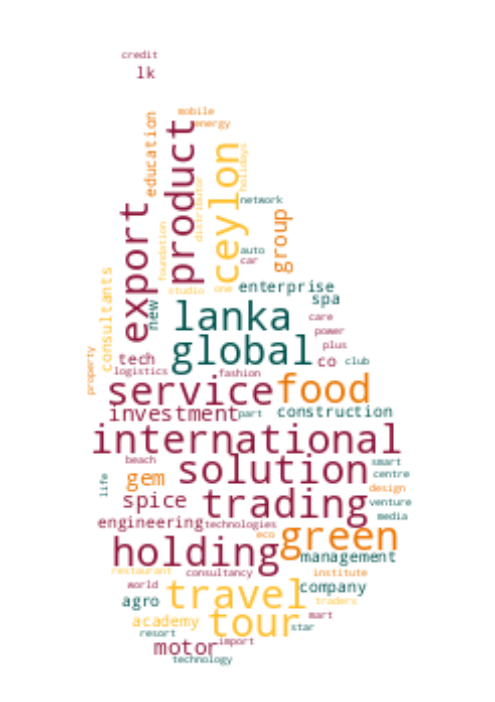 credit
lk
mobile
energy
education
product
ceylon
holidays
distributor
network
export
group
foundation
auto
car
consultants
studio
one
enterprise
new
lanka
spa
care
power
global
plus
property
tech
co
club
logistics
fashion
service
food
investment
part
construction
international
beach
solution
smart
centre
life
gem
design
spice
trading
venture
media
engineering
technologies
eco
green
holding
management
restaurant
consultancy
institute
world
travel
company
agro
traders
academy
tour
mart
resort
star
motor
import
technology